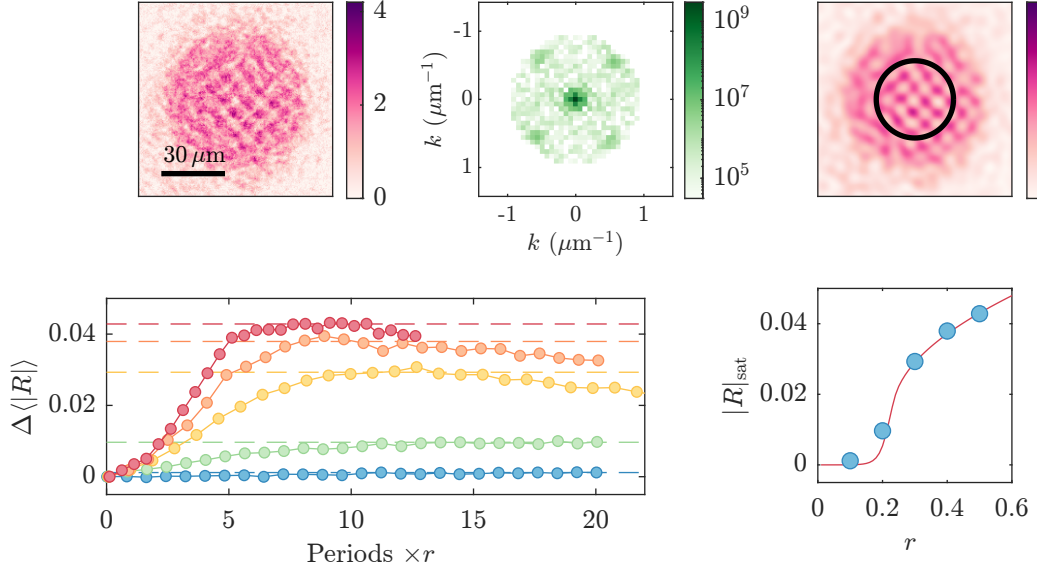 4
2
0
30 μm
-1
0
1
k (μm⁻¹)
-1 0 1
k (μm⁻¹)
10⁹
10⁷
10⁵
0.04
0.02
0
Δ⟨|R|⟩
0 5 10 15 20
Periods ×r
0.04
0.02
0
|R|sat
0 0.2 0.4 0.6
r